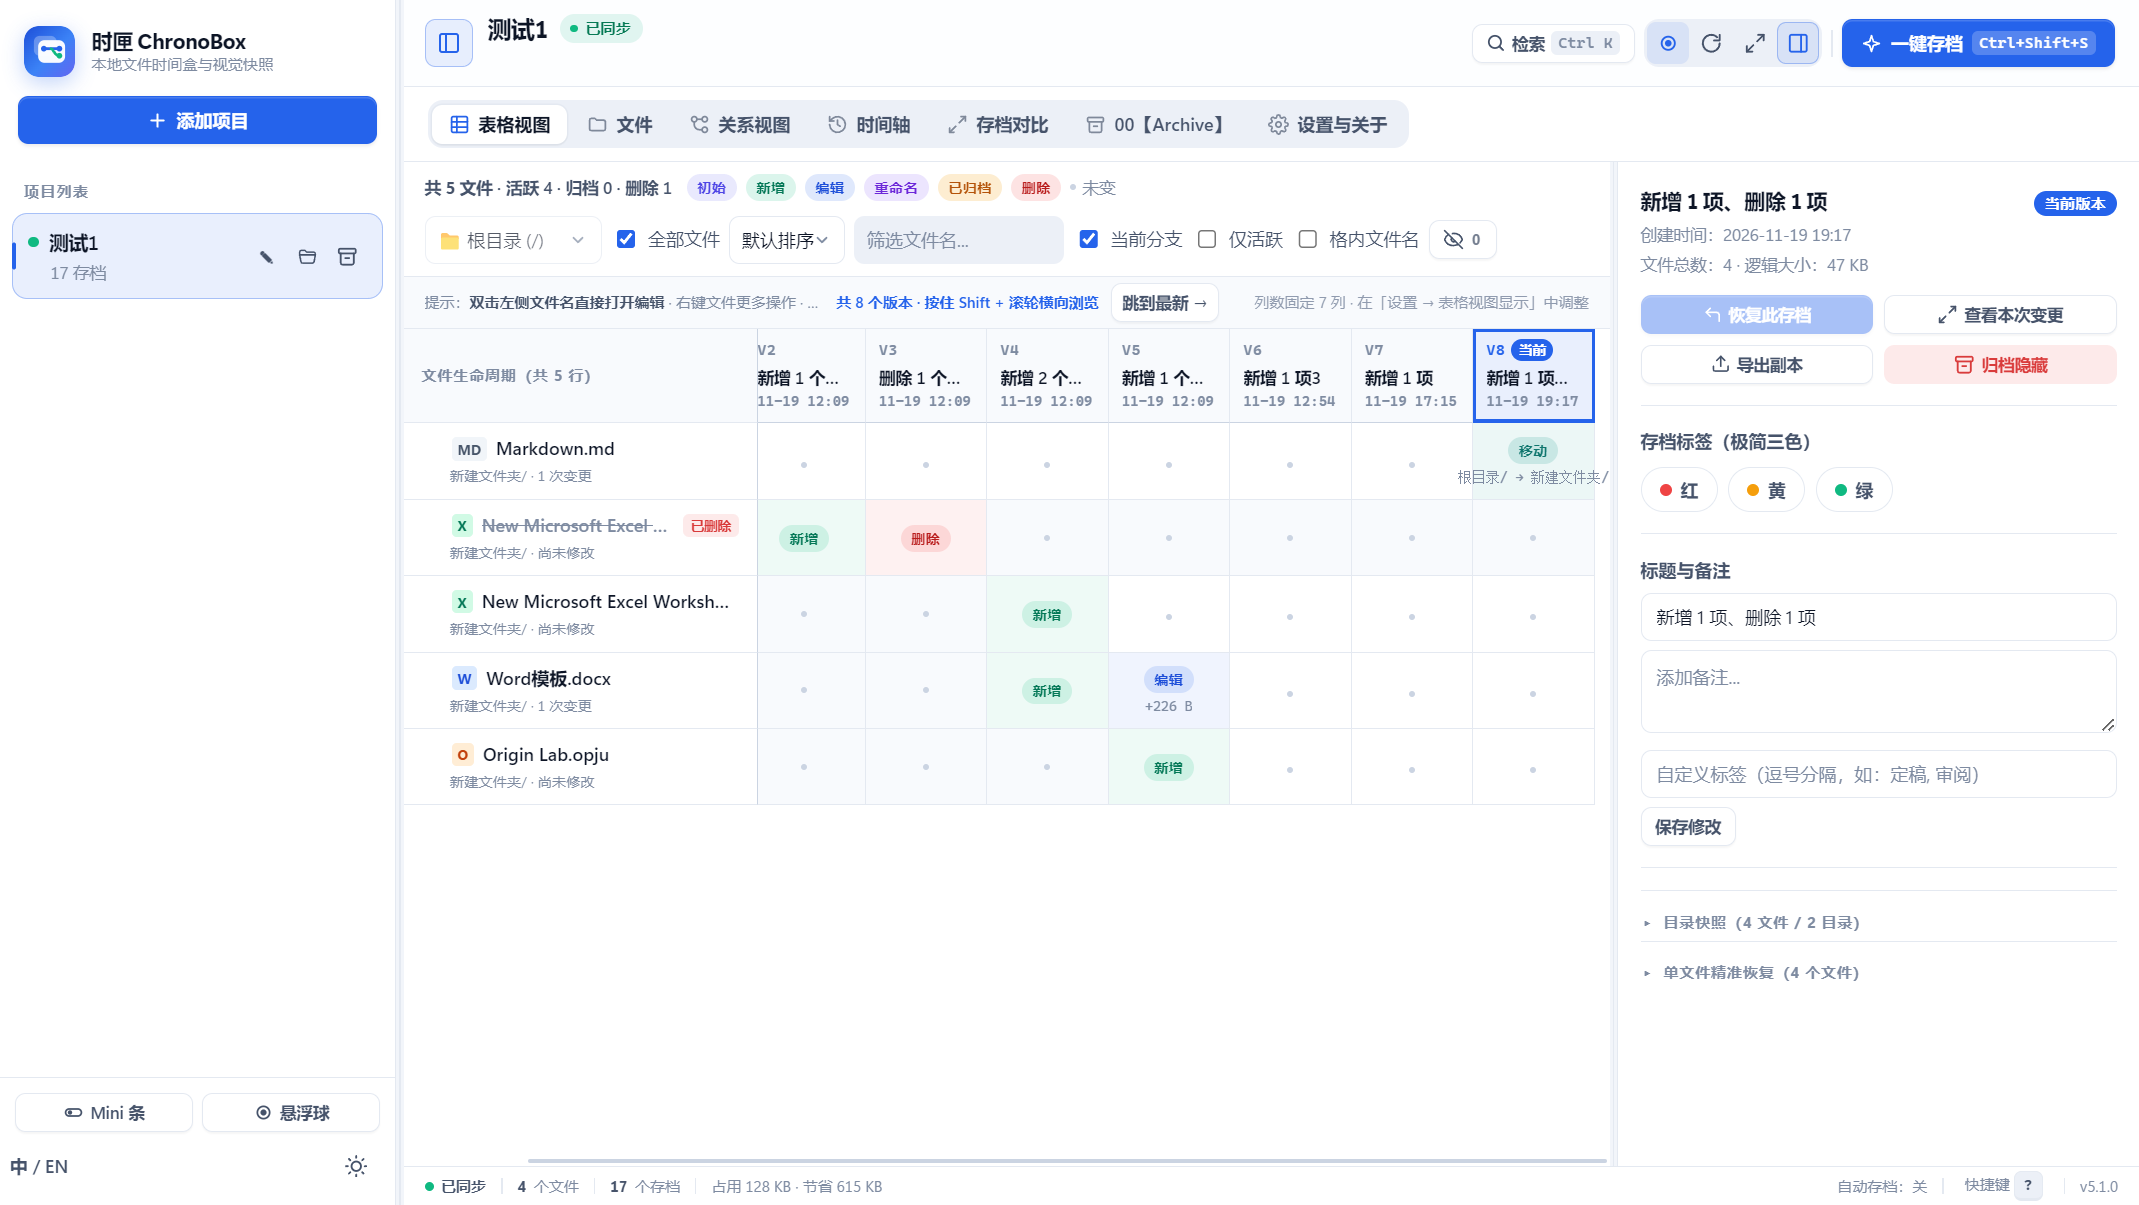 时匣 ChronoBox
本地文件时间盒与视觉快照
添加项目
项目列表
测试1
17 存档
Mini 条
悬浮球
中 / EN
测试1
已同步
检索 Ctrl K
一键存档 Ctrl+Shift+S
表格视图
文件
关系视图
时间轴
存档对比
00【Archive】
设置与关于
共 5 文件 · 活跃 4 · 归档 0 · 删除 1
初始
新增
编辑
重命名
已归档
删除
未变
根目录 (/)
全部文件
默认排序
筛选文件名...
当前分支
仅活跃
格内文件名
0
提示：双击左侧文件名直接打开编辑 · 右键文件更多操作 · ...
共 8 个版本 · 按住 Shift + 滚轮横向浏览
跳到最新 →
列数固定 7 列 · 在「设置 → 表格视图显示」中调整
文件生命周期（共 5 行）
V2
新增 1 个...
11-19 12:09
V3
删除 1 个...
11-19 12:09
V4
新增 2 个...
11-19 12:09
V5
新增 1 个...
11-19 12:09
V6
新增 1 项3
11-19 12:54
V7
新增 1 项
11-19 17:15
V8 当前
新增 1 项...
11-19 19:17
MD Markdown.md
新建文件夹/ · 1 次变更
移动
根目录/ → 新建文件夹/
X New Microsoft Excel ... 已删除
新建文件夹/ · 尚未修改
新增
删除
X New Microsoft Excel Worksh...
新建文件夹/ · 尚未修改
新增
W Word模板.docx
新建文件夹/ · 1 次变更
新增
编辑
+226 B
O Origin Lab.opju
新建文件夹/ · 尚未修改
新增
新增 1 项、删除 1 项
当前版本
创建时间：2026-11-19 19:17
文件总数：4 · 逻辑大小：47 KB
恢复此存档
查看本次变更
导出副本
归档隐藏
存档标签（极简三色）
红
黄
绿
标题与备注
新增 1 项、删除 1 项
添加备注...
自定义标签（逗号分隔，如：定稿, 审阅）
保存修改
目录快照（4 文件 / 2 目录）
单文件精准恢复（4 个文件）
已同步
4 个文件
17 个存档
占用 128 KB · 节省 615 KB
自动存档：关
快捷键 ?
v5.1.0